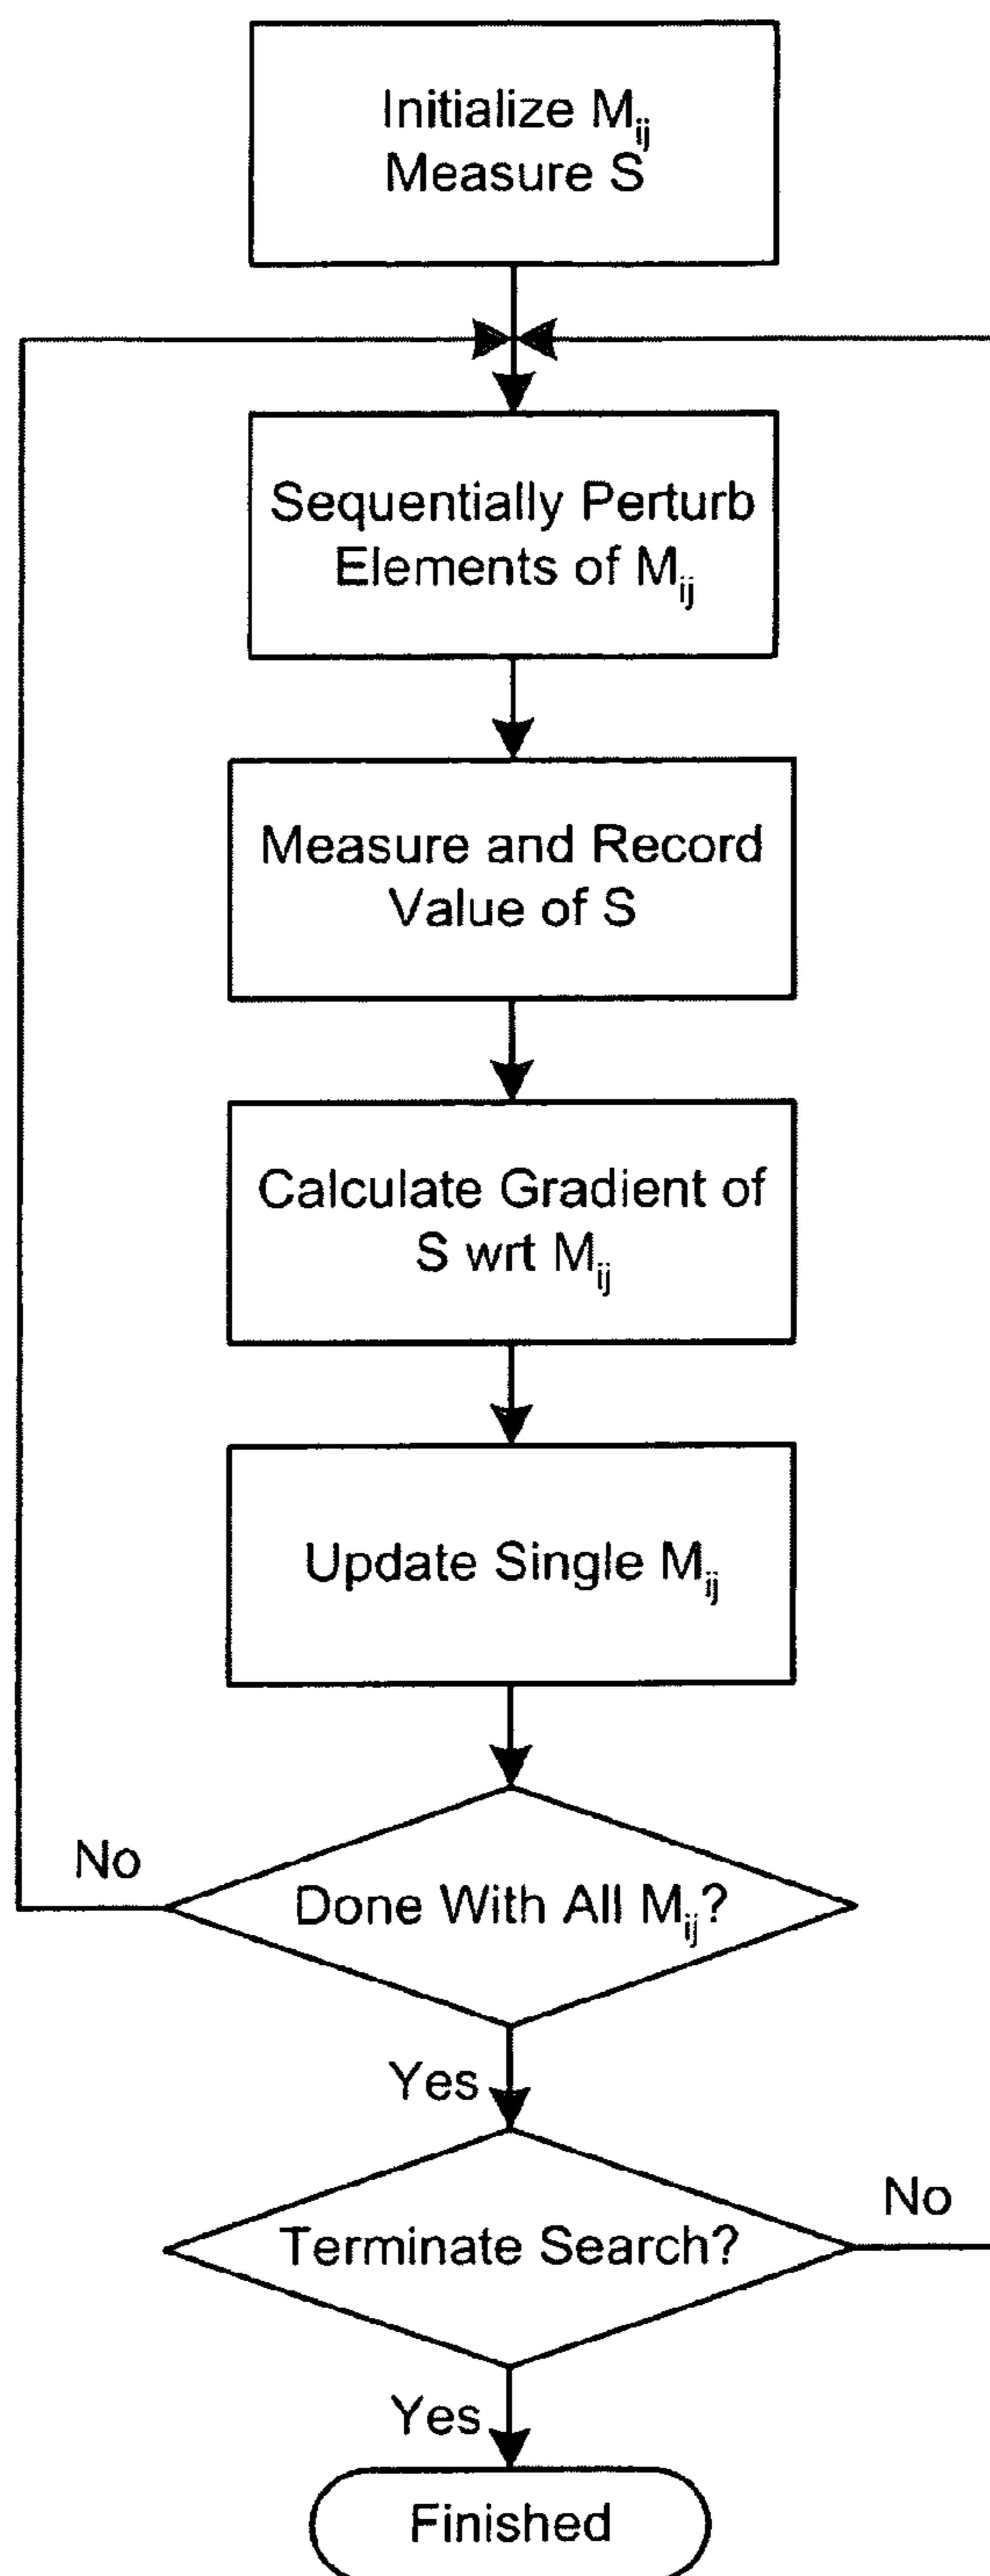 Initialize M_ij
Measure S
Sequentially Perturb
Elements of M_ij
Measure and Record
Value of S
Calculate Gradient of
S wrt M_ij
Update Single M_ij
No
Done With All M_ij?
Yes
No
Terminate Search?
Yes
Finished